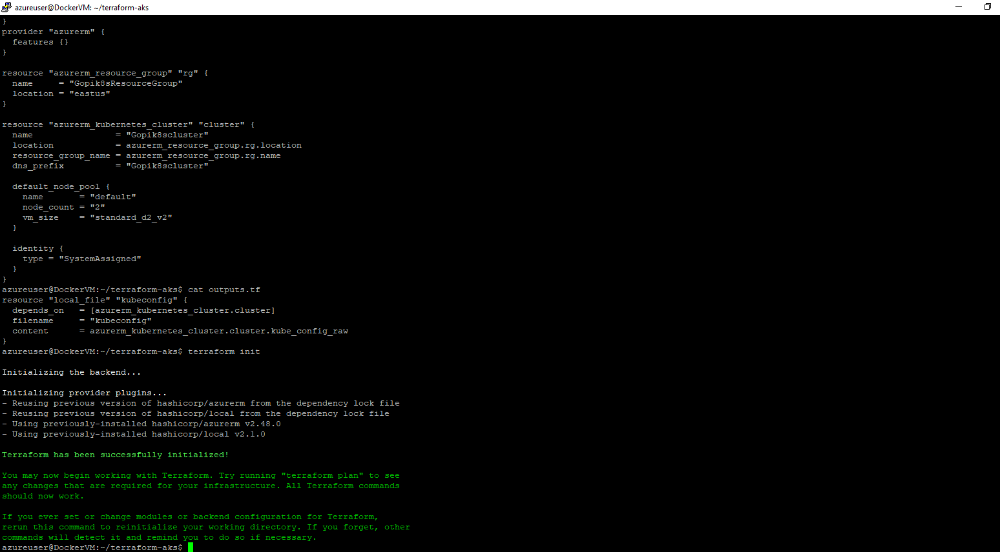 azureuser@DockerVM: ~/terraform-aks
}
provider "azurerm" {
  features {}
}

resource "azurerm_resource_group" "rg" {
  name     = "Gopik8sResourceGroup"
  location = "eastus"
}

resource "azurerm_kubernetes_cluster" "cluster" {
  name                = "Gopik8scluster"
  location            = azurerm_resource_group.rg.location
  resource_group_name = azurerm_resource_group.rg.name
  dns_prefix          = "Gopik8scluster"

  default_node_pool {
    name       = "default"
    node_count = "2"
    vm_size    = "standard_d2_v2"
  }

  identity {
    type = "SystemAssigned"
  }
}
azureuser@DockerVM:~/terraform-aks$ cat outputs.tf
resource "local_file" "kubeconfig" {
  depends_on   = [azurerm_kubernetes_cluster.cluster]
  filename     = "kubeconfig"
  content      = azurerm_kubernetes_cluster.cluster.kube_config_raw
}
azureuser@DockerVM:~/terraform-aks$ terraform init

Initializing the backend...

Initializing provider plugins...
- Reusing previous version of hashicorp/azurerm from the dependency lock file
- Reusing previous version of hashicorp/local from the dependency lock file
- Using previously-installed hashicorp/azurerm v2.48.0
- Using previously-installed hashicorp/local v2.1.0

Terraform has been successfully initialized!

You may now begin working with Terraform. Try running "terraform plan" to see
any changes that are required for your infrastructure. All Terraform commands
should now work.

If you ever set or change modules or backend configuration for Terraform,
rerun this command to reinitialize your working directory. If you forget, other
commands will detect it and remind you to do so if necessary.
azureuser@DockerVM:~/terraform-aks$